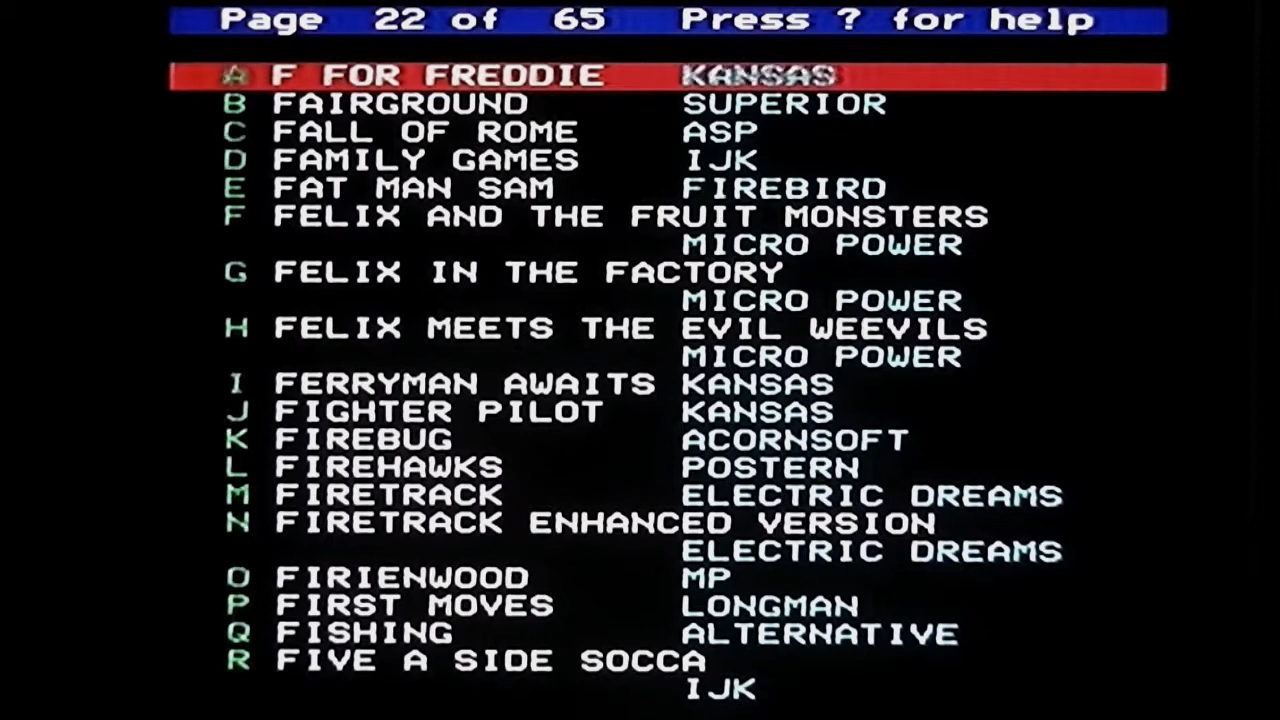 Page 22 of 65 Press ? for help
A F FOR FREDDIE KANSAS
B FAIRGROUND SUPERIOR
C FALL OF ROME ASP
D FAMILY GAMES IJK
E FAT MAN SAM FIREBIRD
F FELIX AND THE FRUIT MONSTERS
MICRO POWER
G FELIX IN THE FACTORY
MICRO POWER
H FELIX MEETS THE EVIL WEEVILS
MICRO POWER
I FERRYMAN AWAITS KANSAS
J FIGHTER PILOT KANSAS
K FIREBUG ACORNSOFT
L FIREHAWKS POSTERN
M FIRETRACK ELECTRIC DREAMS
N FIRETRACK ENHANCED VERSION
ELECTRIC DREAMS
O FIRIENWOOD MP
P FIRST MOVES LONGMAN
Q FISHING ALTERNATIVE
R FIVE A SIDE SOCCA
IJK